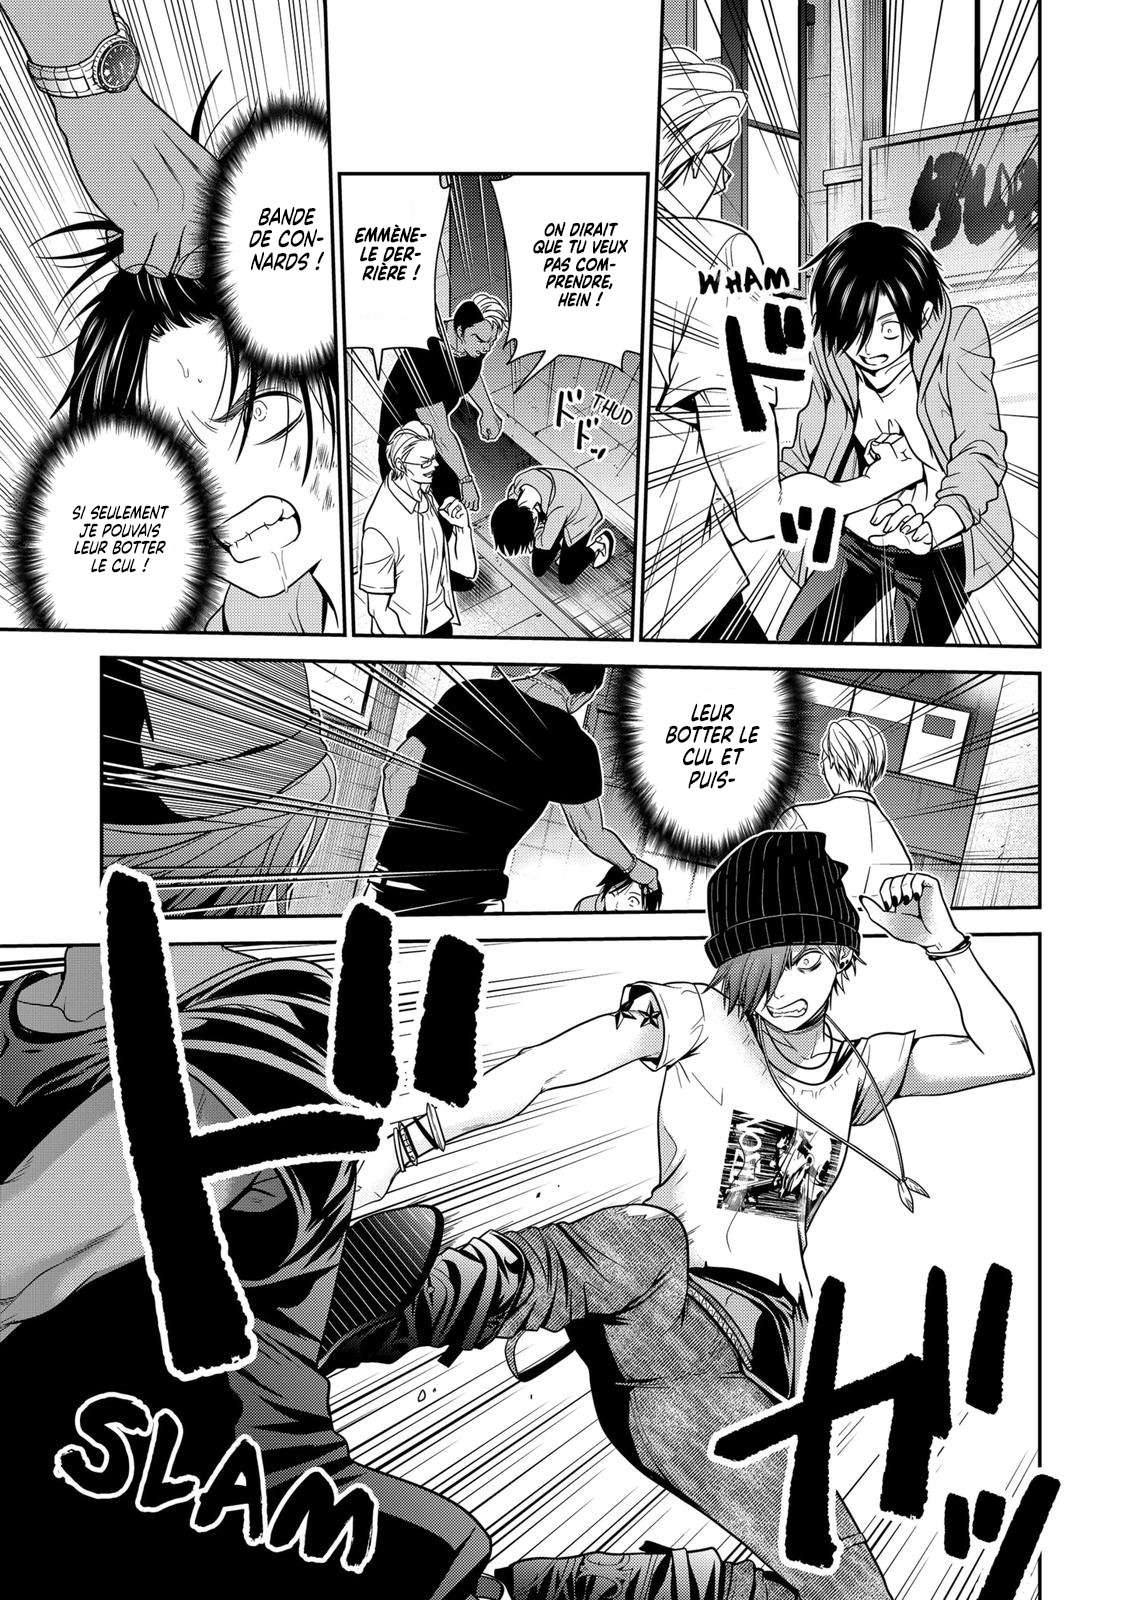 WHAM
ドド
ON DIRAIT
QUE TU VEUX
PAS COM-
PRENDRE,
HEIN !
EMMÈNE-
LE DER-
RIÈRE !
THUD
ドドッ
BANDE
DE CON-
NARDS !
SI SEULEMENT
JE POUVAIS
LEUR BOTTER
LE CUL !
LEUR
BOTTER LE
CUL ET
PUIS-
ドガッ
SLAM